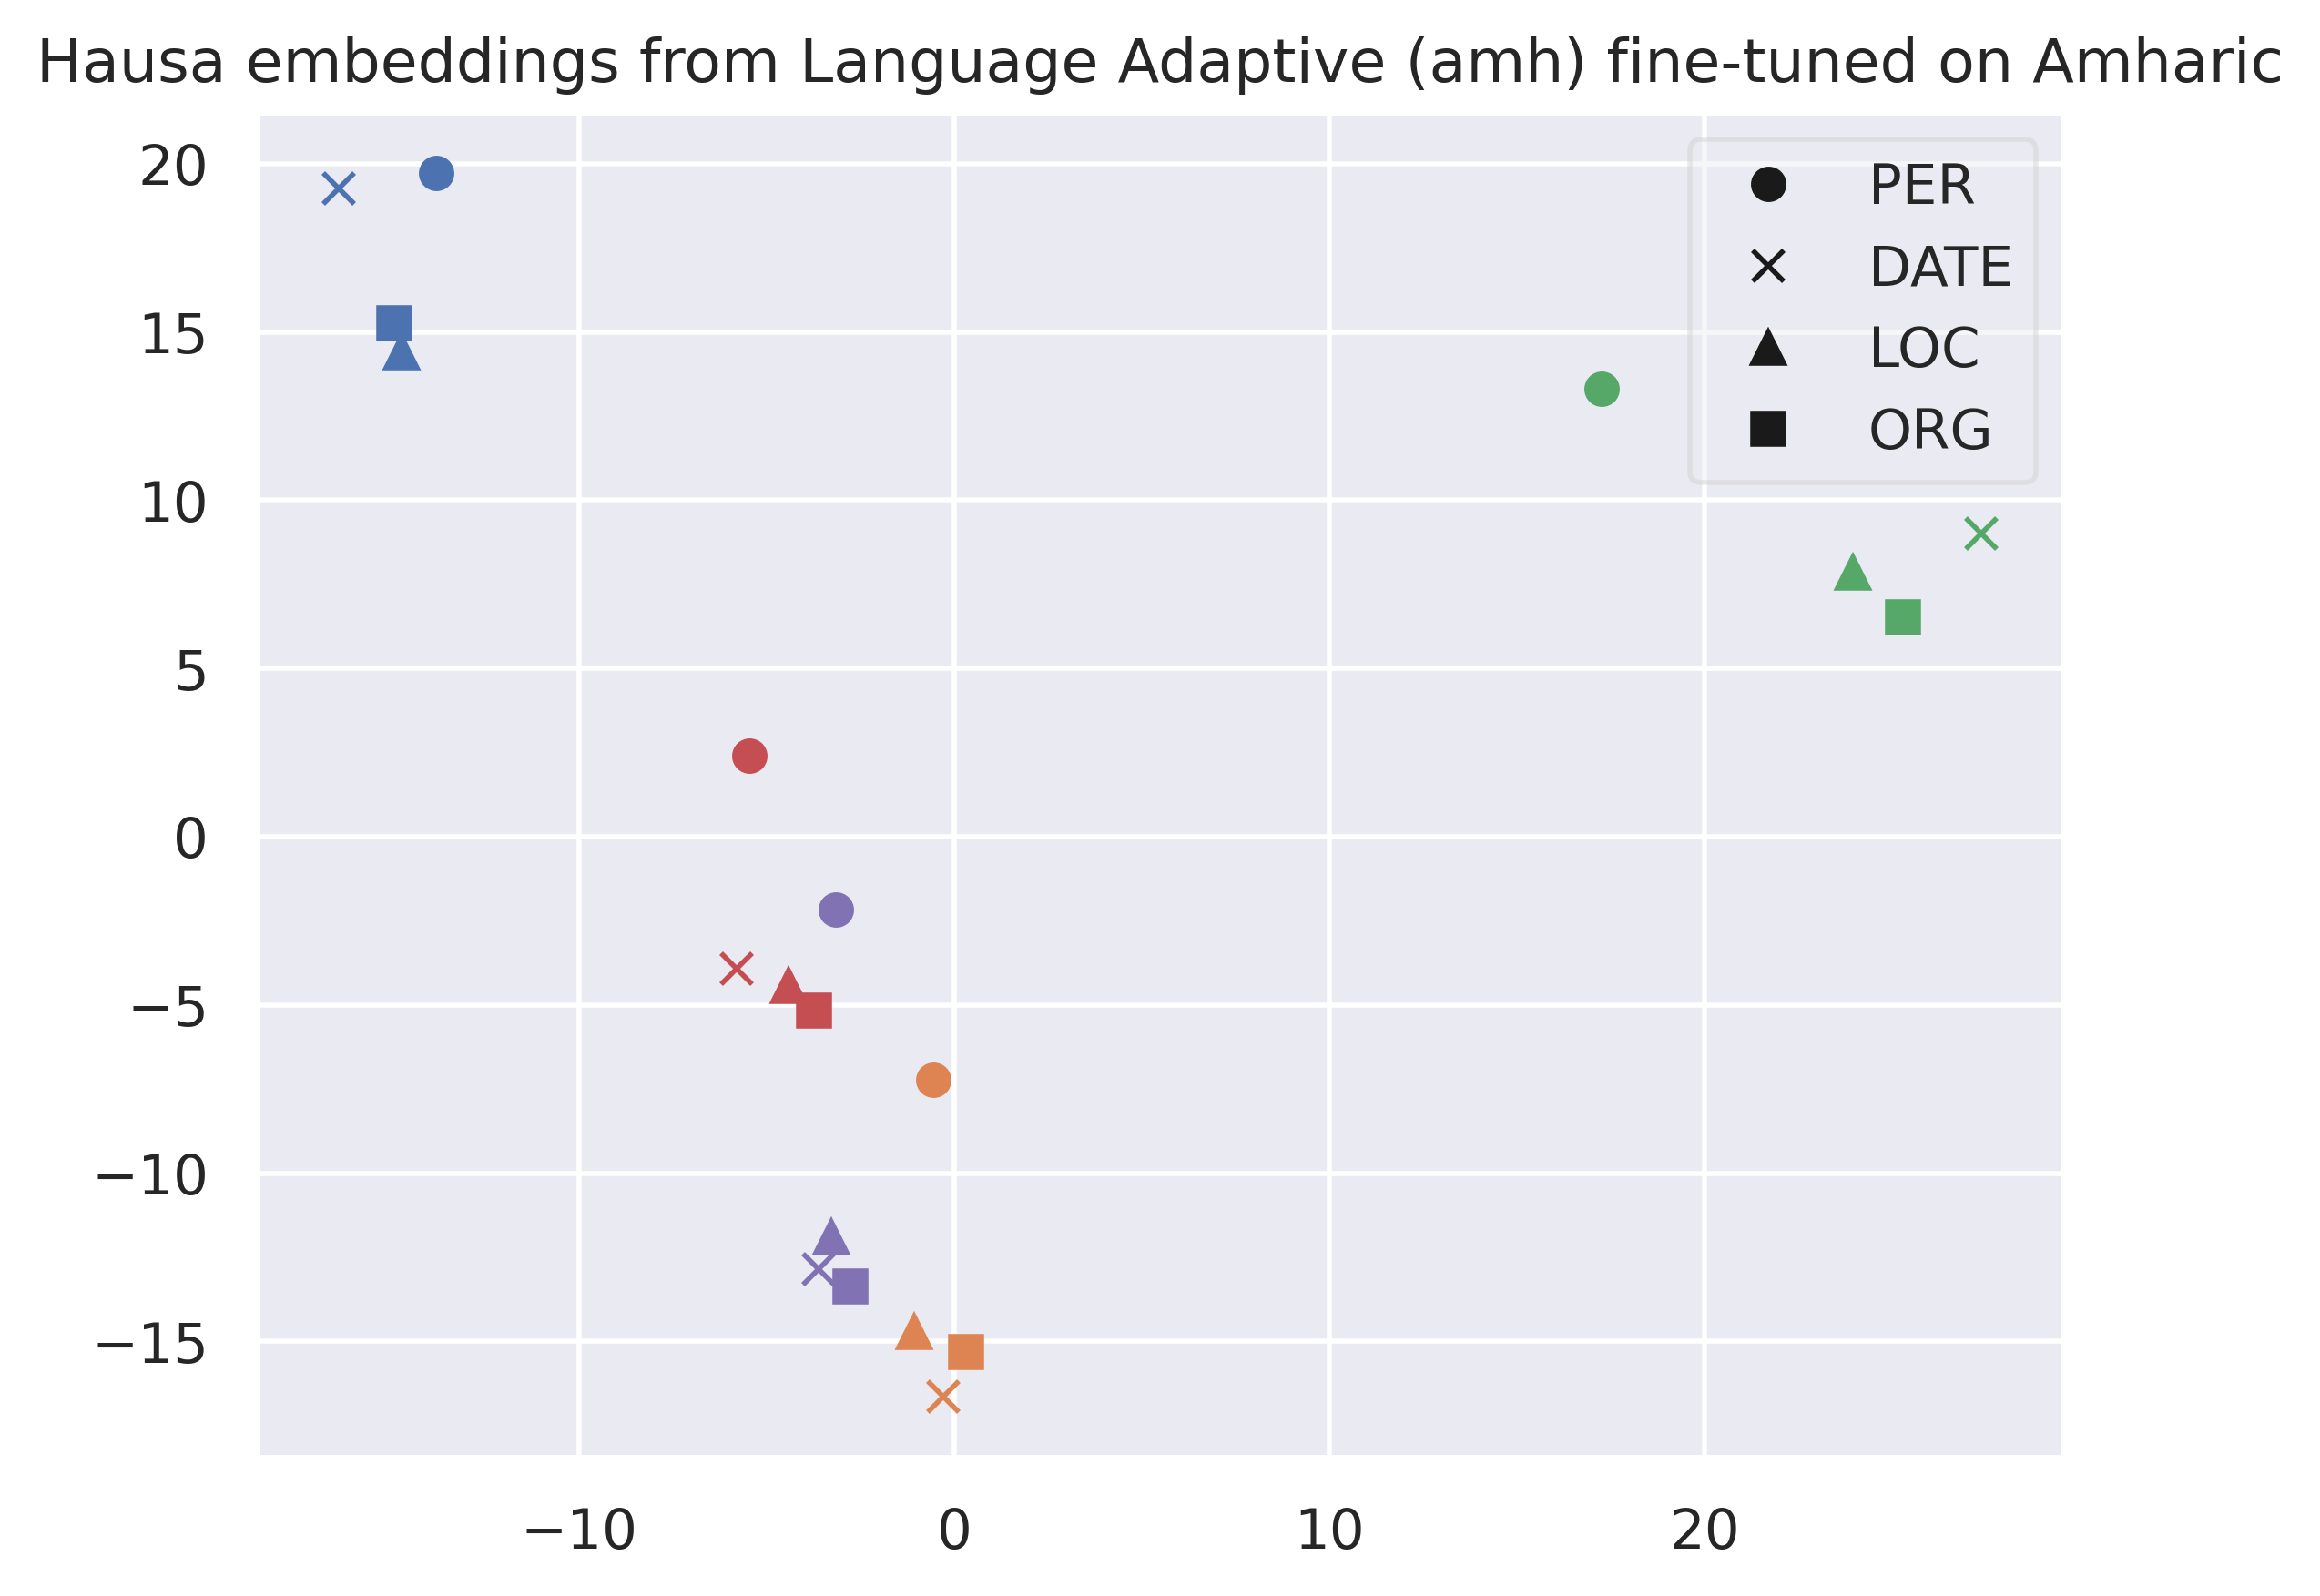 Hausa embeddings from Language Adaptive (amh) fine-tuned on Amharic
20
15
10
5
0
−5
−10
−15
PER
DATE
LOC
ORG
−10 0 10 20